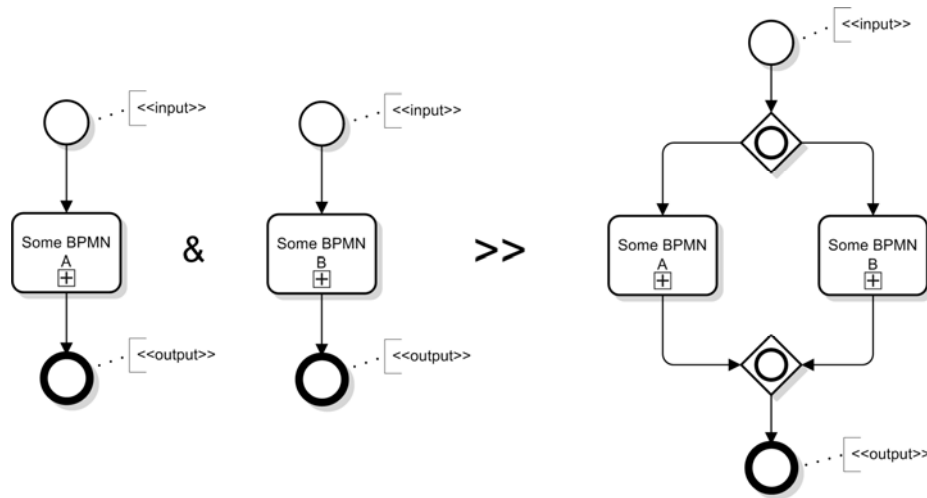 <<input>>
Some BPMN
A
<<output>>
&
<<input>>
Some BPMN
B
<<output>>
>>
<<input>>
Some BPMN
A
Some BPMN
B
<<output>>